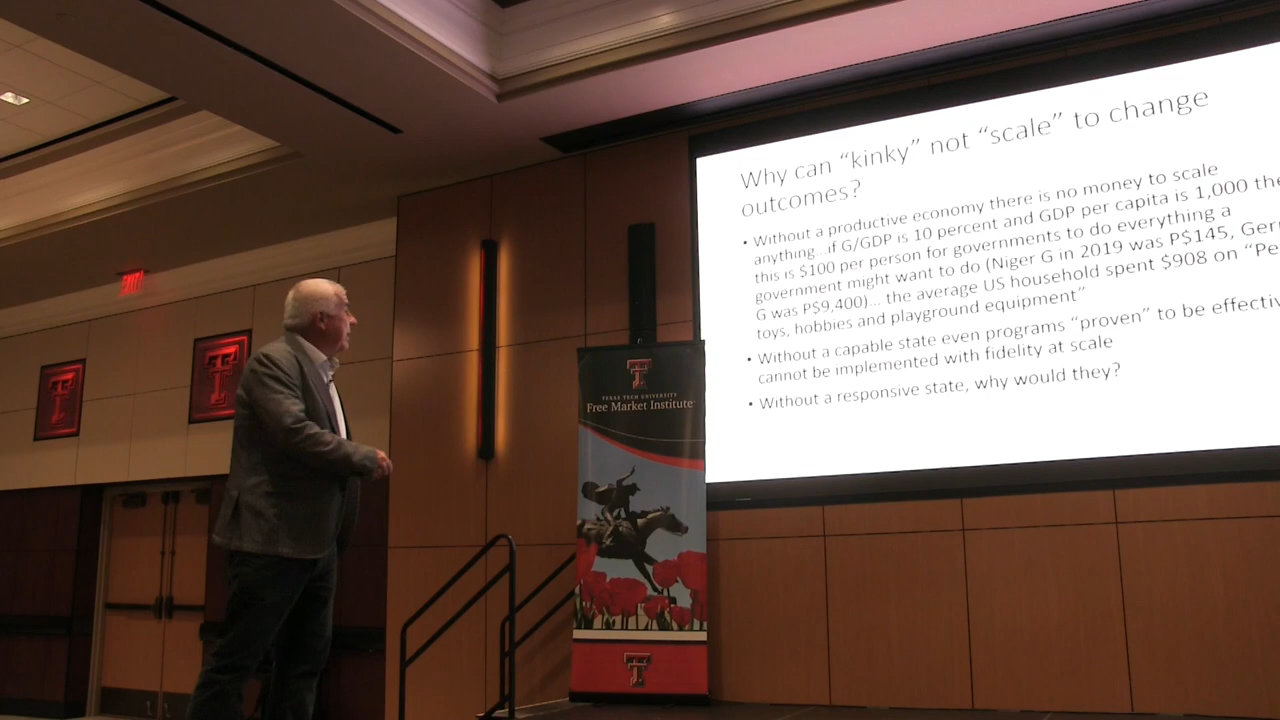 Why can “kinky” not “scale” to change
outcomes?
• Without a productive economy there is no money to scale
anything...if G/GDP is 10 percent and GDP per capita is 1,000 the
this is $100 per person for governments to do everything a
government might want to do (Niger G in 2019 was P$145, Ger
G was P$9,400)... the average US household spent $908 on “Pe
toys, hobbies and playground equipment”
• Without a capable state even programs “proven” to be effectiv
cannot be implemented with fidelity at scale
• Without a responsive state, why would they?
EXIT
TEXAS TECH UNIVERSITY
Free Market Institute